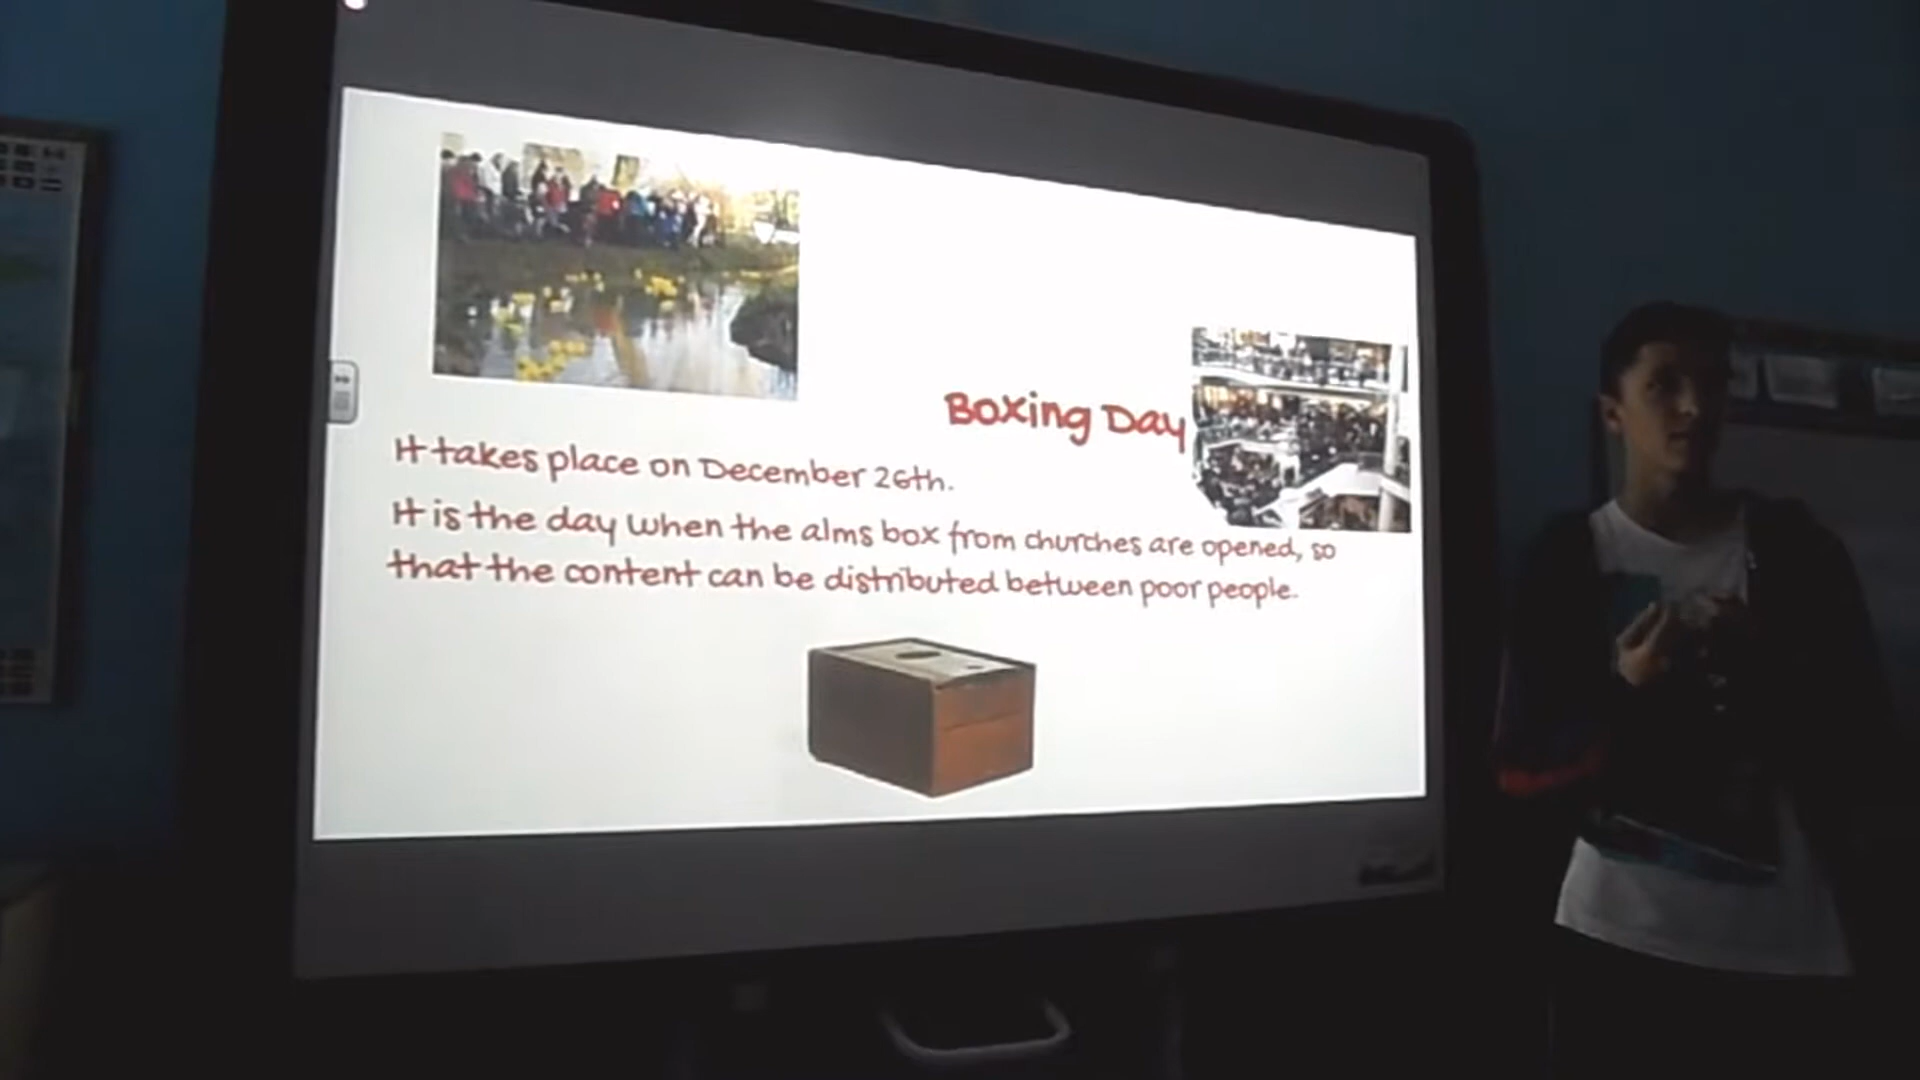 Boxing Day
It takes place on December 26th.
It is the day when the alms box from churches are opened, so
that the content can be distributed between poor people.